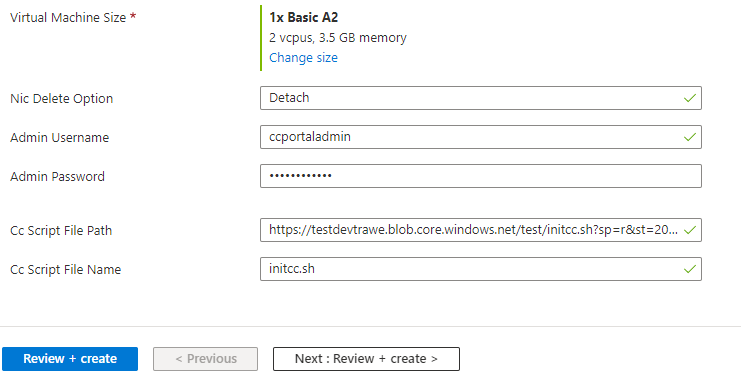 Virtual Machine Size *
1x Basic A2
2 vcpus, 3.5 GB memory
Change size
Nic Delete Option
Detach
Admin Username
ccportaladmin
Admin Password
••••••••••••
Cc Script File Path
https://testdevtrawe.blob.core.windows.net/test/initcc.sh?sp=r&st=20...
Cc Script File Name
initcc.sh
Review + create
< Previous
Next : Review + create >